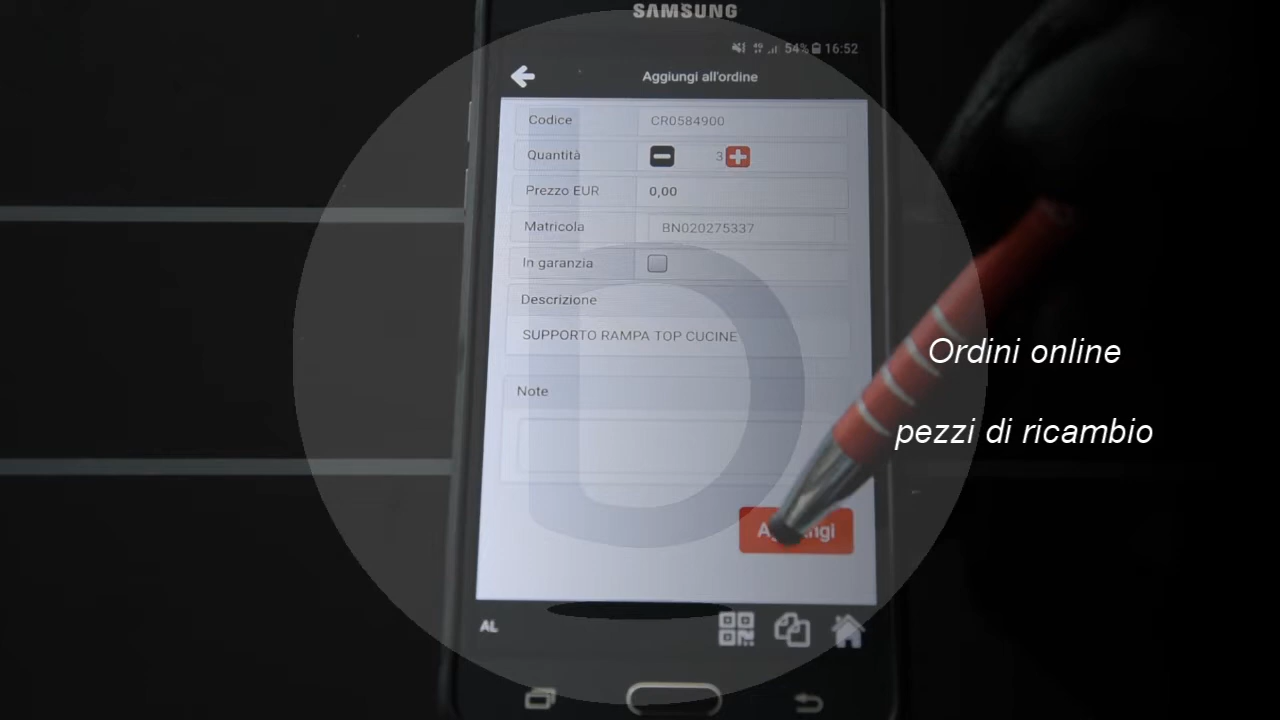 SAMSUNG
54% 16:52
Aggiungi all'ordine
Codice CR0584900
Quantità 3
Prezzo EUR 0,00
Matricola BN020275337
In garanzia
Descrizione
SUPPORTO RAMPA TOP CUCINE
Note
Aggiungi
AL
Ordini online
pezzi di ricambio